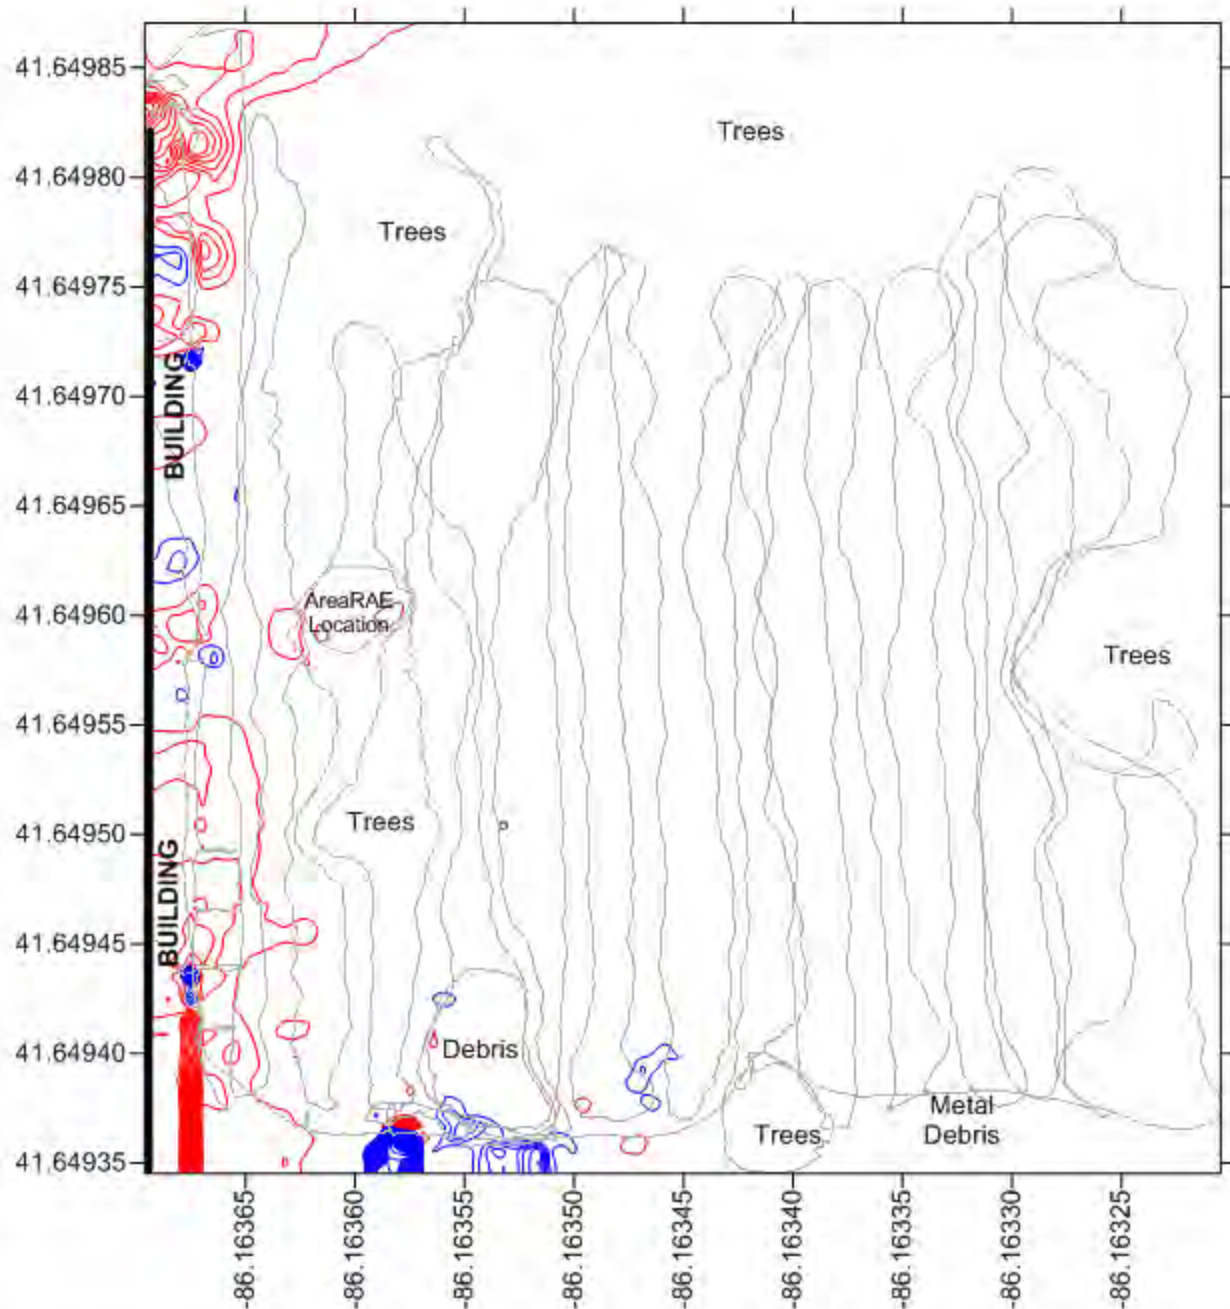 41.64985
Trees
41.64980
Trees
41.64975
BUILDING
41.64970
41.64965
AreaRAE
Location
41.64960
Trees
41.64955
Trees
41.64950
BUILDING
41.64945
Debris
41.64940
Metal
Debris
Trees
41.64935
-86.16365
-86.16360
-86.16355
-86.16350
-86.16345
-86.16340
-86.16335
-86.16330
-86.16325